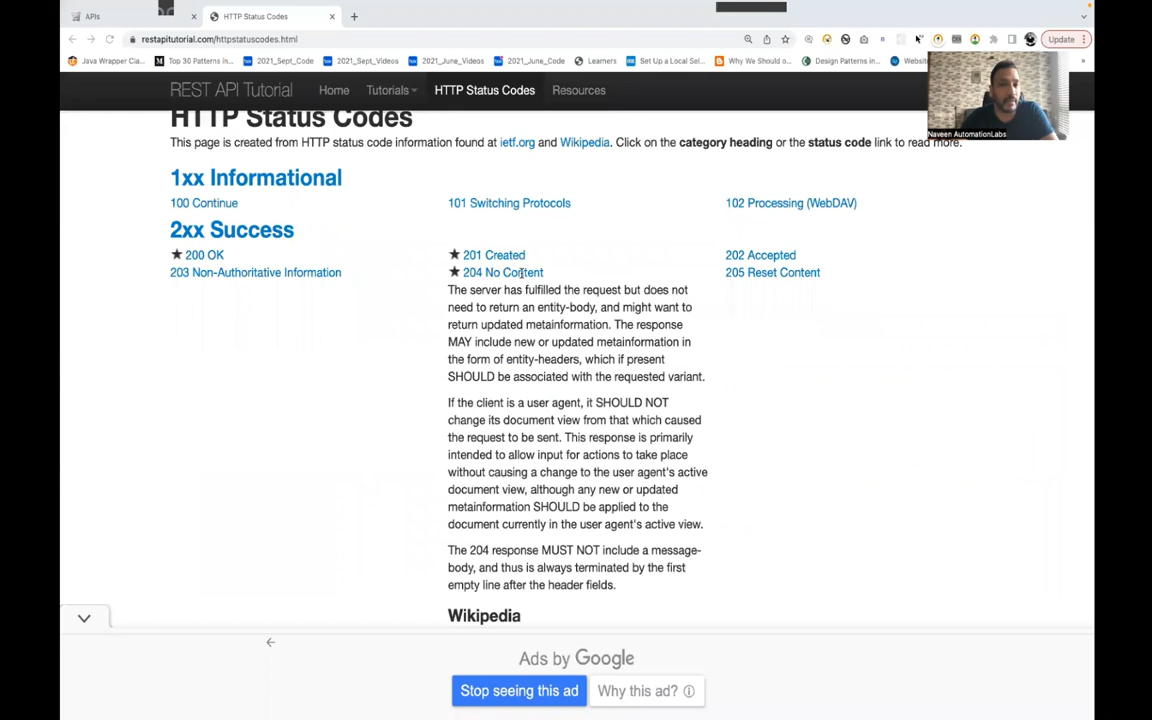 APIs
HTTP Status Codes
restapitutorial.com/httpstatuscodes.html
Update
Java Wrapper Cla...
Top 30 Patterns in...
2021_Sept_Code
2021_Sept_Videos
2021_June_Videos
2021_June_Code
Learners
Set Up a Local Sel...
Why We Should o...
Design Patterns in...
Website
REST API Tutorial
Home
Tutorials
HTTP Status Codes
Resources
Naveen AutomationLabs
HTTP Status Codes
This page is created from HTTP status code information found at ietf.org and Wikipedia. Click on the category heading or the status code link to read more.
1xx Informational
100 Continue
101 Switching Protocols
102 Processing (WebDAV)
2xx Success
★ 200 OK
★ 201 Created
202 Accepted
203 Non-Authoritative Information
★ 204 No Content
205 Reset Content
The server has fulfilled the request but does not
need to return an entity-body, and might want to
return updated metainformation. The response
MAY include new or updated metainformation in
the form of entity-headers, which if present
SHOULD be associated with the requested variant.
If the client is a user agent, it SHOULD NOT
change its document view from that which caused
the request to be sent. This response is primarily
intended to allow input for actions to take place
without causing a change to the user agent's active
document view, although any new or updated
metainformation SHOULD be applied to the
document currently in the user agent's active view.
The 204 response MUST NOT include a message-
body, and thus is always terminated by the first
empty line after the header fields.
Wikipedia
Ads by Google
Stop seeing this ad
Why this ad?